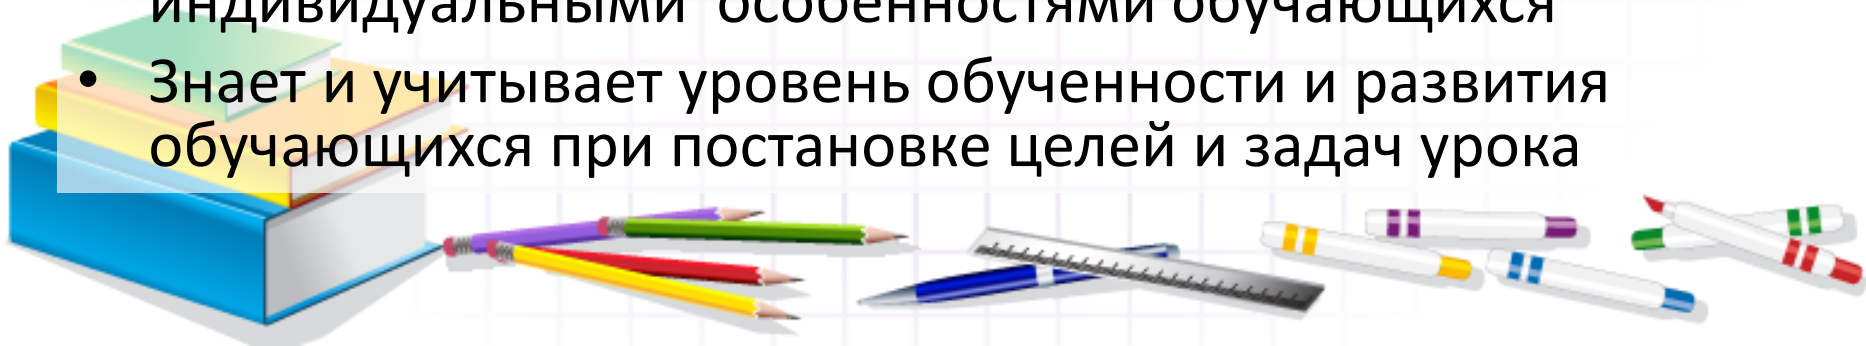 индивидуальными особенностями обучающихся
• Знает и учитывает уровень обученности и развития
обучающихся при постановке целей и задач урока